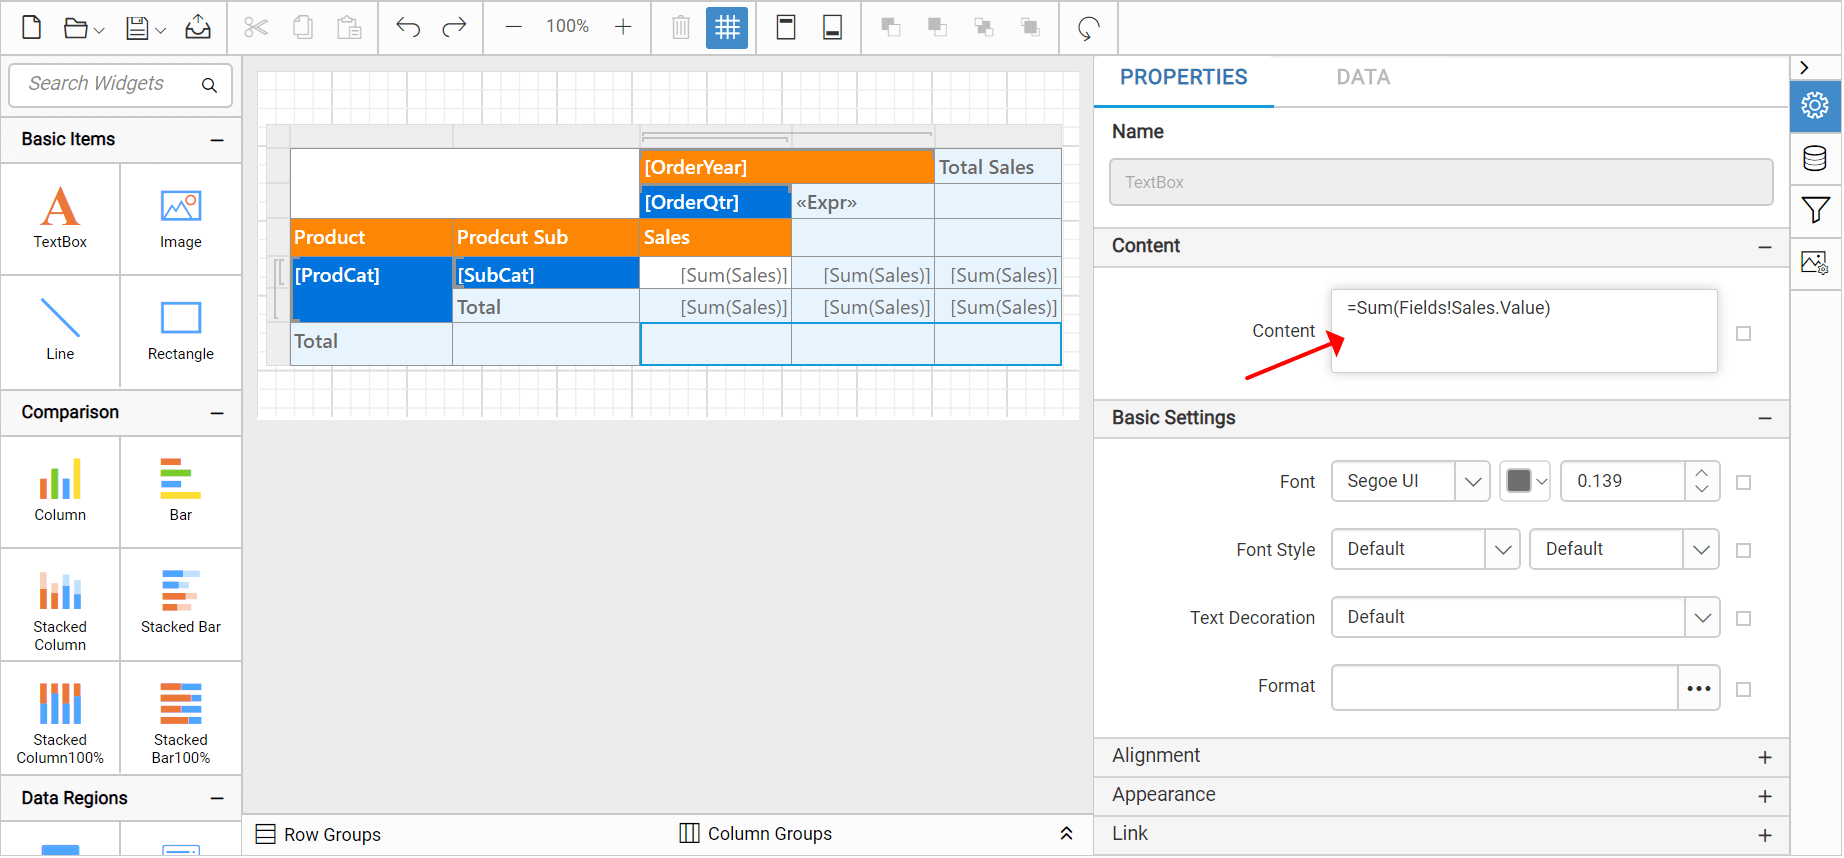 100%
Search Widgets
Basic Items
TextBox
Image
Line
Rectangle
Comparison
Column
Bar
Stacked
Column
Stacked Bar
Stacked
Column100%
Stacked
Bar100%
Data Regions
[OrderYear]
Total Sales
[OrderQtr]
«Expr»
Product
Prodcut Sub
Sales
[ProdCat]
[SubCat]
[Sum(Sales)]
[Sum(Sales)]
[Sum(Sales)]
Total
[Sum(Sales)]
[Sum(Sales)]
[Sum(Sales)]
Total
Row Groups
Column Groups
PROPERTIES
DATA
Name
TextBox
Content
Content
=Sum(Fields!Sales.Value)
Basic Settings
Font
Segoe UI
0.139
Font Style
Default
Default
Text Decoration
Default
Format
Alignment
Appearance
Link